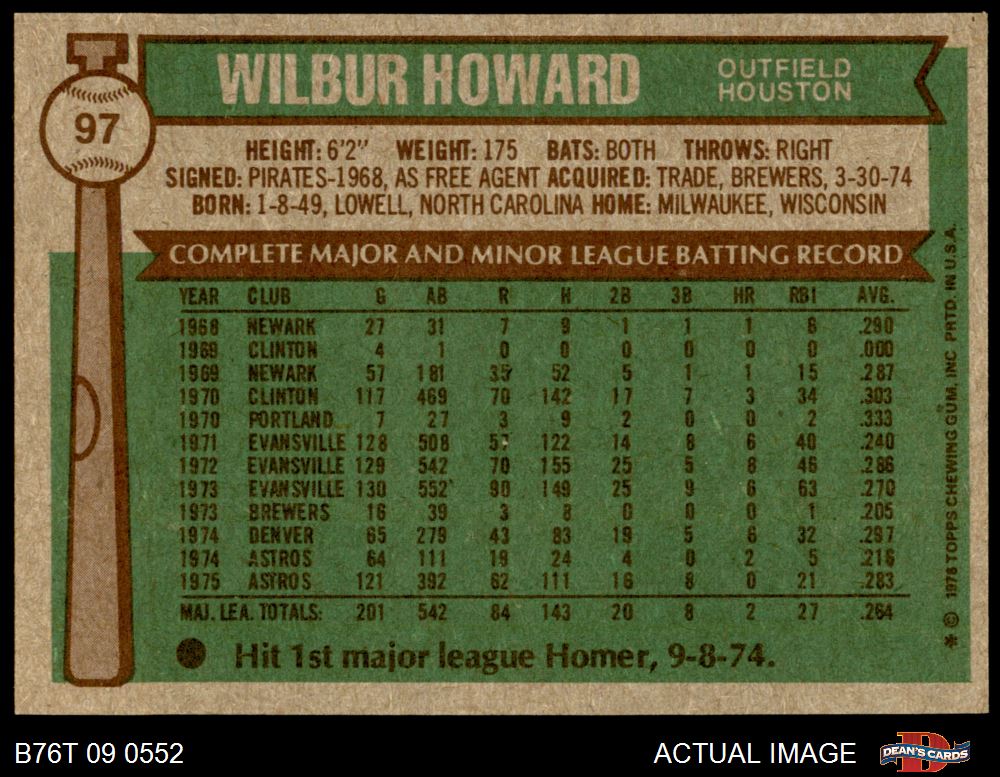 WILBUR HOWARD
OUTFIELD
HOUSTON
97
HEIGHT: 6'2" WEIGHT: 175 BATS: BOTH THROWS: RIGHT
SIGNED: PIRATES-1968, AS FREE AGENT ACQUIRED: TRADE, BREWERS, 3-30-74
BORN: 1-8-49, LOWELL, NORTH CAROLINA HOME: MILWAUKEE, WISCONSIN
COMPLETE MAJOR AND MINOR LEAGUE BATTING RECORD
YEAR CLUB G AB R H 2B 3B HR RBI AVG.
1968 NEWARK 27 31 7 9 1 1 1 6 .290
1969 CLINTON 4 1 0 0 0 0 0 0 .000
1969 NEWARK 57 181 35 52 5 1 1 15 .287
1970 CLINTON 117 469 70 142 17 7 3 34 .303
1970 PORTLAND 7 27 3 9 2 0 0 2 .333
1971 EVANSVILLE 128 508 122 14 8 6 40 .240
1972 EVANSVILLE 129 542 70 155 25 5 8 46 .286
1973 EVANSVILLE 130 552 90 149 25 9 6 63 .270
1973 BREWERS 16 39 3 8 0 0 0 1 .205
1974 DENVER 65 279 43 83 19 5 6 32 .297
1974 ASTROS 64 111 19 24 4 0 2 5 .216
1975 ASTROS 121 392 62 111 16 8 0 21 .283
MAJ. LEA. TOTALS: 201 542 84 143 20 8 2 27 .264
Hit 1st major league Homer, 9-8-74.
* © 1976 TOPPS CHEWING GUM, INC PRTD. IN U.S.A.
B76T 09 0552
ACTUAL IMAGE
D
DEAN'S CARDS